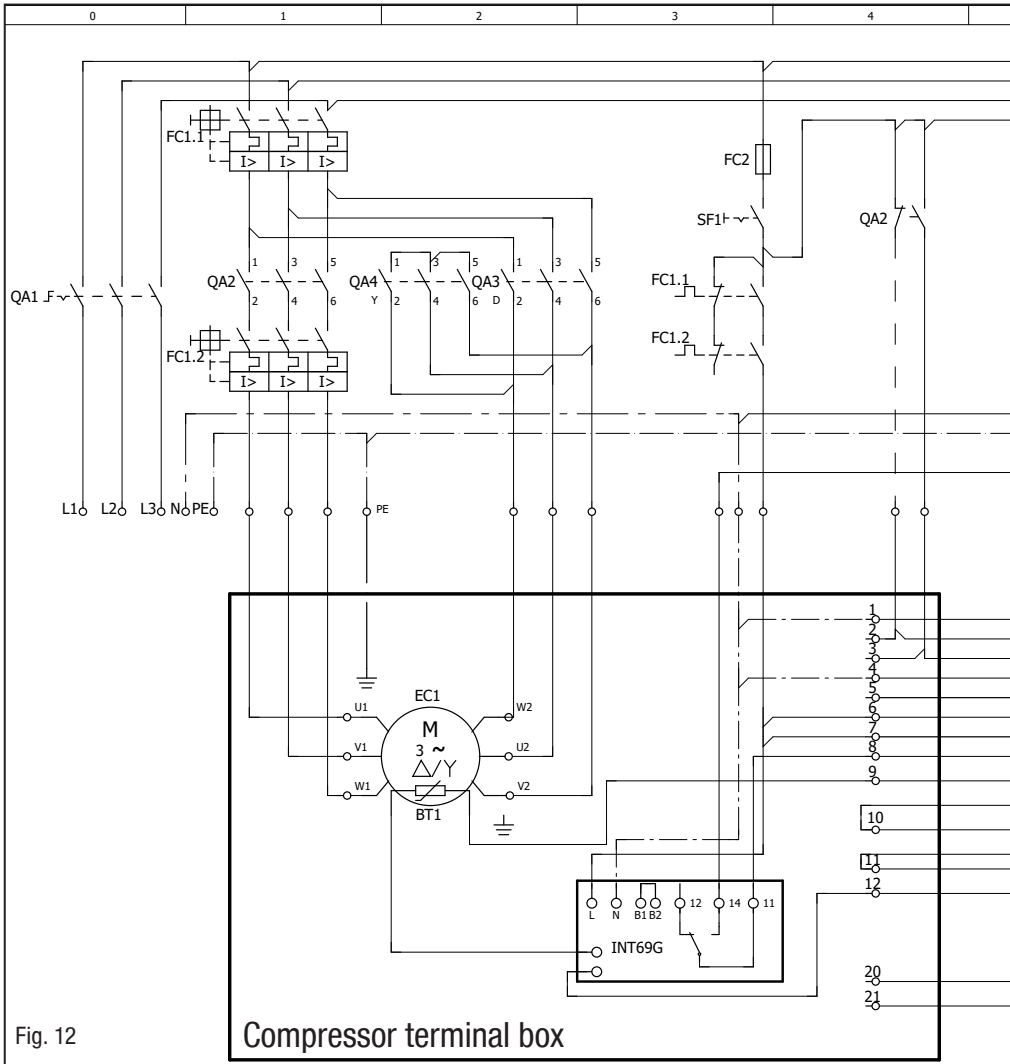 0 1 2 3 4
FC1.1
I> I> I>
FC2
SF1
QA2
QA1
QA2
1 3 5
2 4 6
QA4
1 3 5
Y 2 4 6
QA3
1 3 5
D 2 4 6
FC1.1
FC1.2
FC1.2
I> I> I>
L1 L2 L3 N PE
PE
1
2
3
4
5
6
7
8
9
10
11
12
20
21
EC1
U1
V1
W1
M
3 ~
△/Y
W2
U2
V2
BT1
L N B1 B2 12 14 11
INT69G
Fig. 12
Compressor terminal box